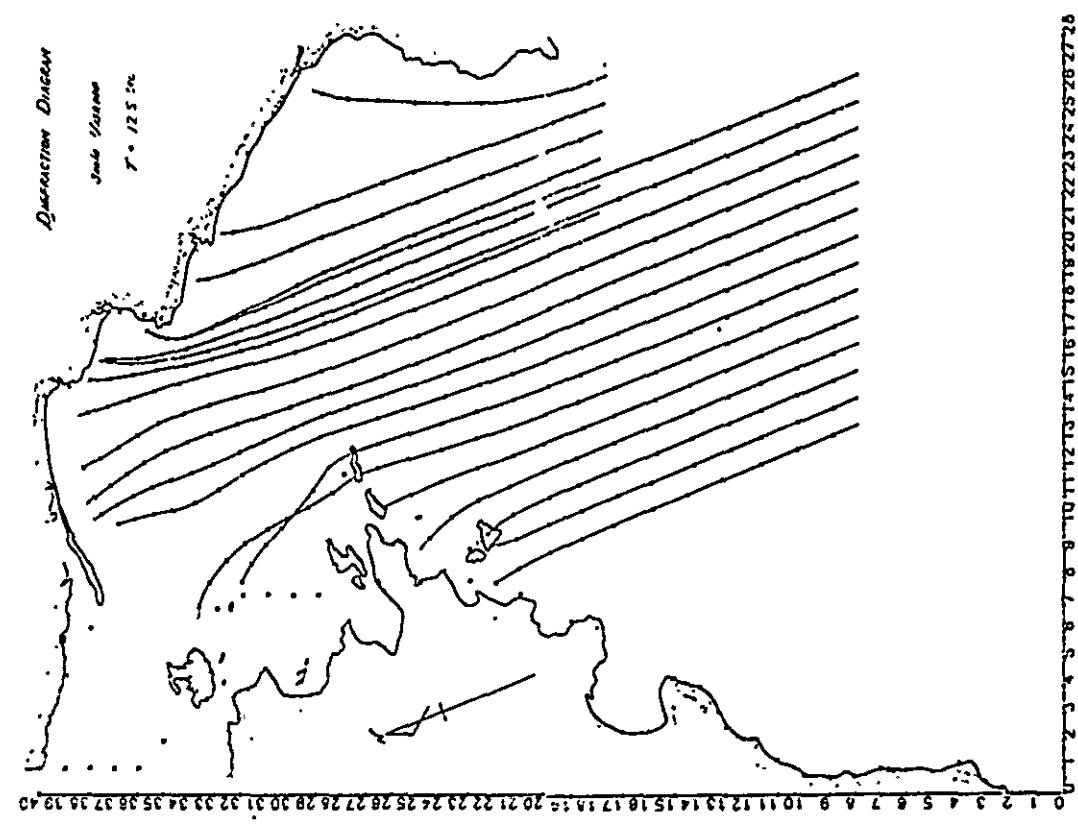 DIFFRACTION DIAGRAM
Scale
T = 12.5 sec
0 1 2 3 4 5 6 7 8 9 10 11 12 13 14 15 16 17 18 19 20 21 22 23 24 25 26 27 28
40 39 38 37 36 35 34 33 32 31 30 29 28 27 26 25 24 23 22 21 20 19 18 17 16 15 14 13 12 11 10 9 8 7 6 5 4 3 2 1 0